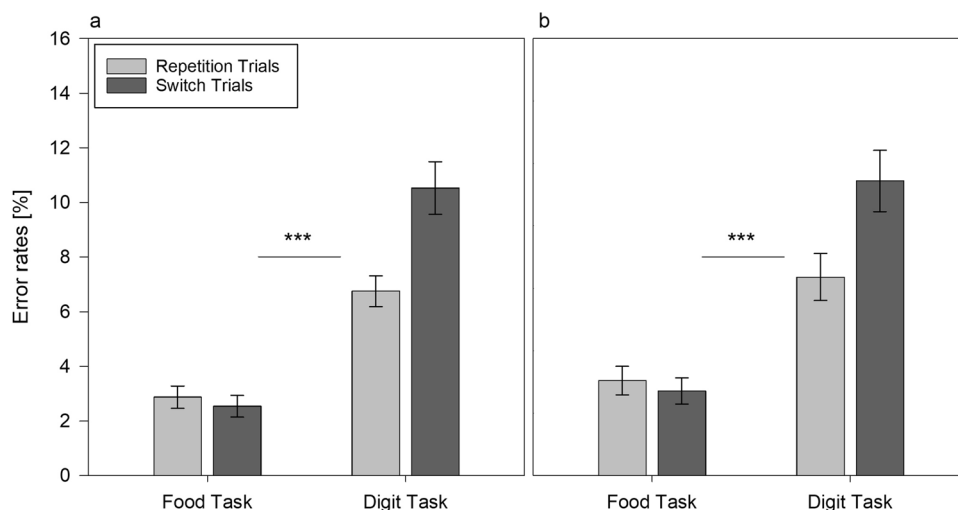 a
b
16
14
12
10
8
6
4
2
0
Error rates [%]
Repetition Trials
Switch Trials
***
***
Food Task
Digit Task
Food Task
Digit Task